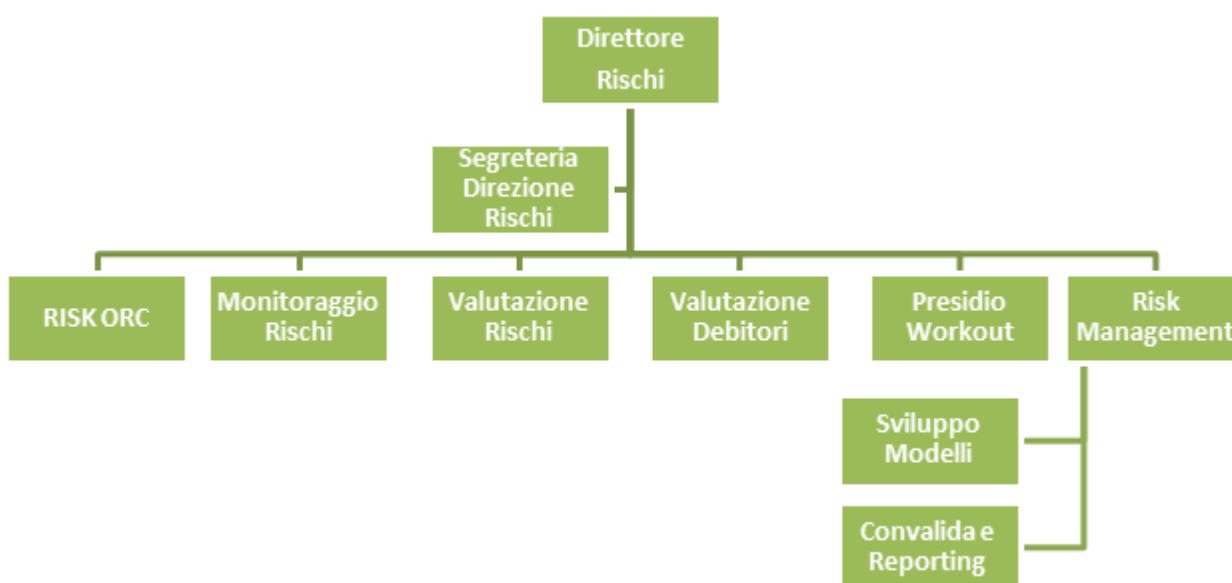 Direttore
Rischi
Segreteria
Direzione
Rischi
RISK ORC
Monitoraggio
Rischi
Valutazione
Rischi
Valutazione
Debitori
Presidio
Workout
Risk
Management
Sviluppo
Modelli
Convalida e
Reporting